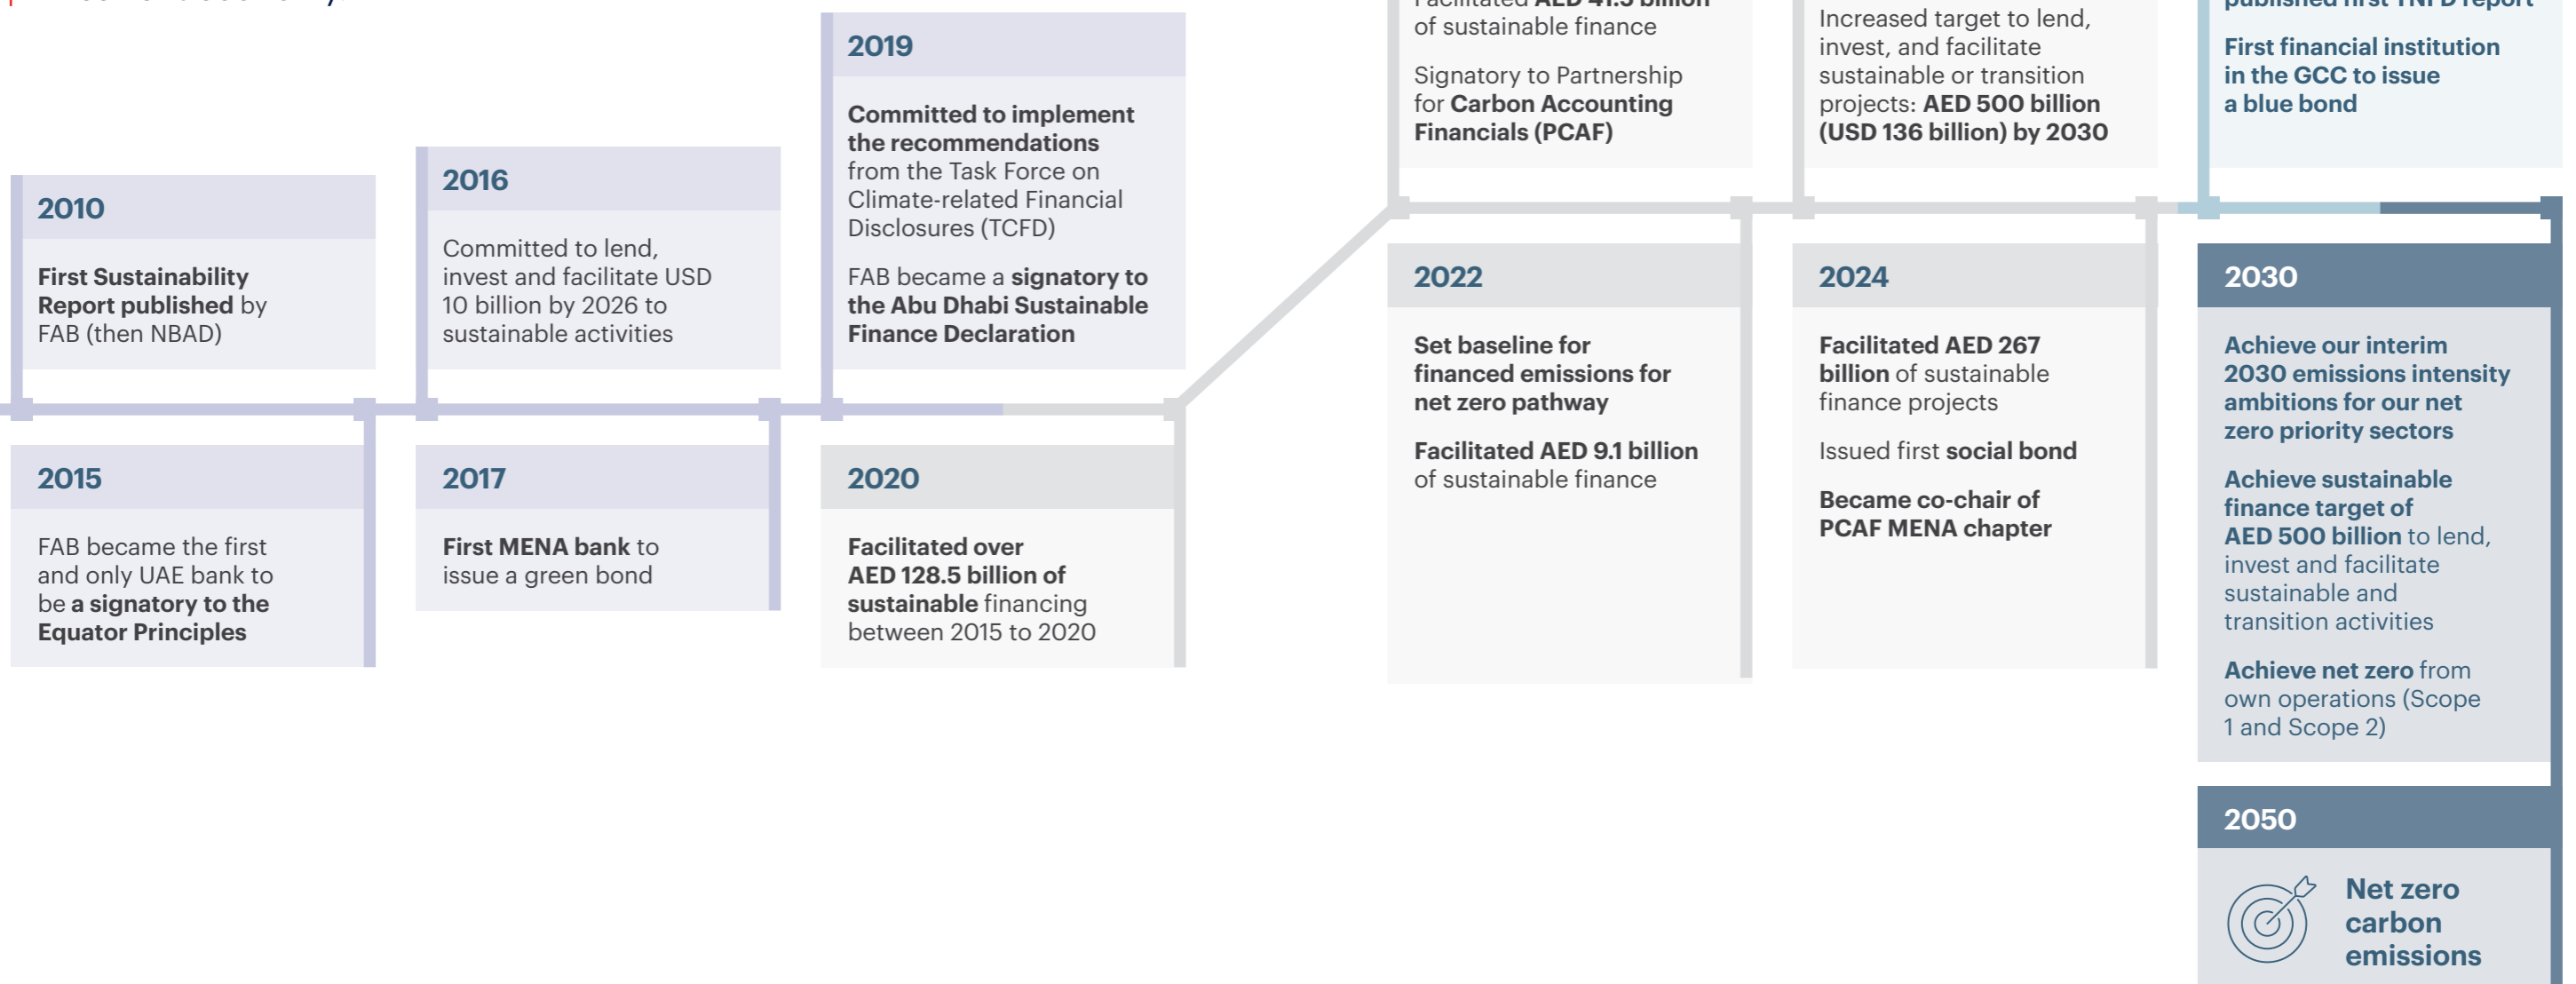 2010
First Sustainability
Report published by
FAB (then NBAD)
2015
FAB became the first
and only UAE bank to
be a signatory to the
Equator Principles
2016
Committed to lend,
invest and facilitate USD
10 billion by 2026 to
sustainable activities
2017
First MENA bank to
issue a green bond
2019
Committed to implement
the recommendations
from the Task Force on
Climate-related Financial
Disclosures (TCFD)
FAB became a signatory to
the Abu Dhabi Sustainable
Finance Declaration
2020
Facilitated over
AED 128.5 billion of
sustainable financing
between 2015 to 2020
Facilitated AED 41.5 billion
of sustainable finance
Signatory to Partnership
for Carbon Accounting
Financials (PCAF)
2022
Set baseline for
financed emissions for
net zero pathway
Facilitated AED 9.1 billion
of sustainable finance
Increased target to lend,
invest, and facilitate
sustainable or transition
projects: AED 500 billion
(USD 136 billion) by 2030
2024
Facilitated AED 267
billion of sustainable
finance projects
Issued first social bond
Became co-chair of
PCAF MENA chapter
published first TNFD report
First financial institution
in the GCC to issue
a blue bond
2030
Achieve our interim
2030 emissions intensity
ambitions for our net
zero priority sectors
Achieve sustainable
finance target of
AED 500 billion to lend,
invest and facilitate
sustainable and
transition activities
Achieve net zero from
own operations (Scope
1 and Scope 2)
2050
Net zero
carbon
emissions